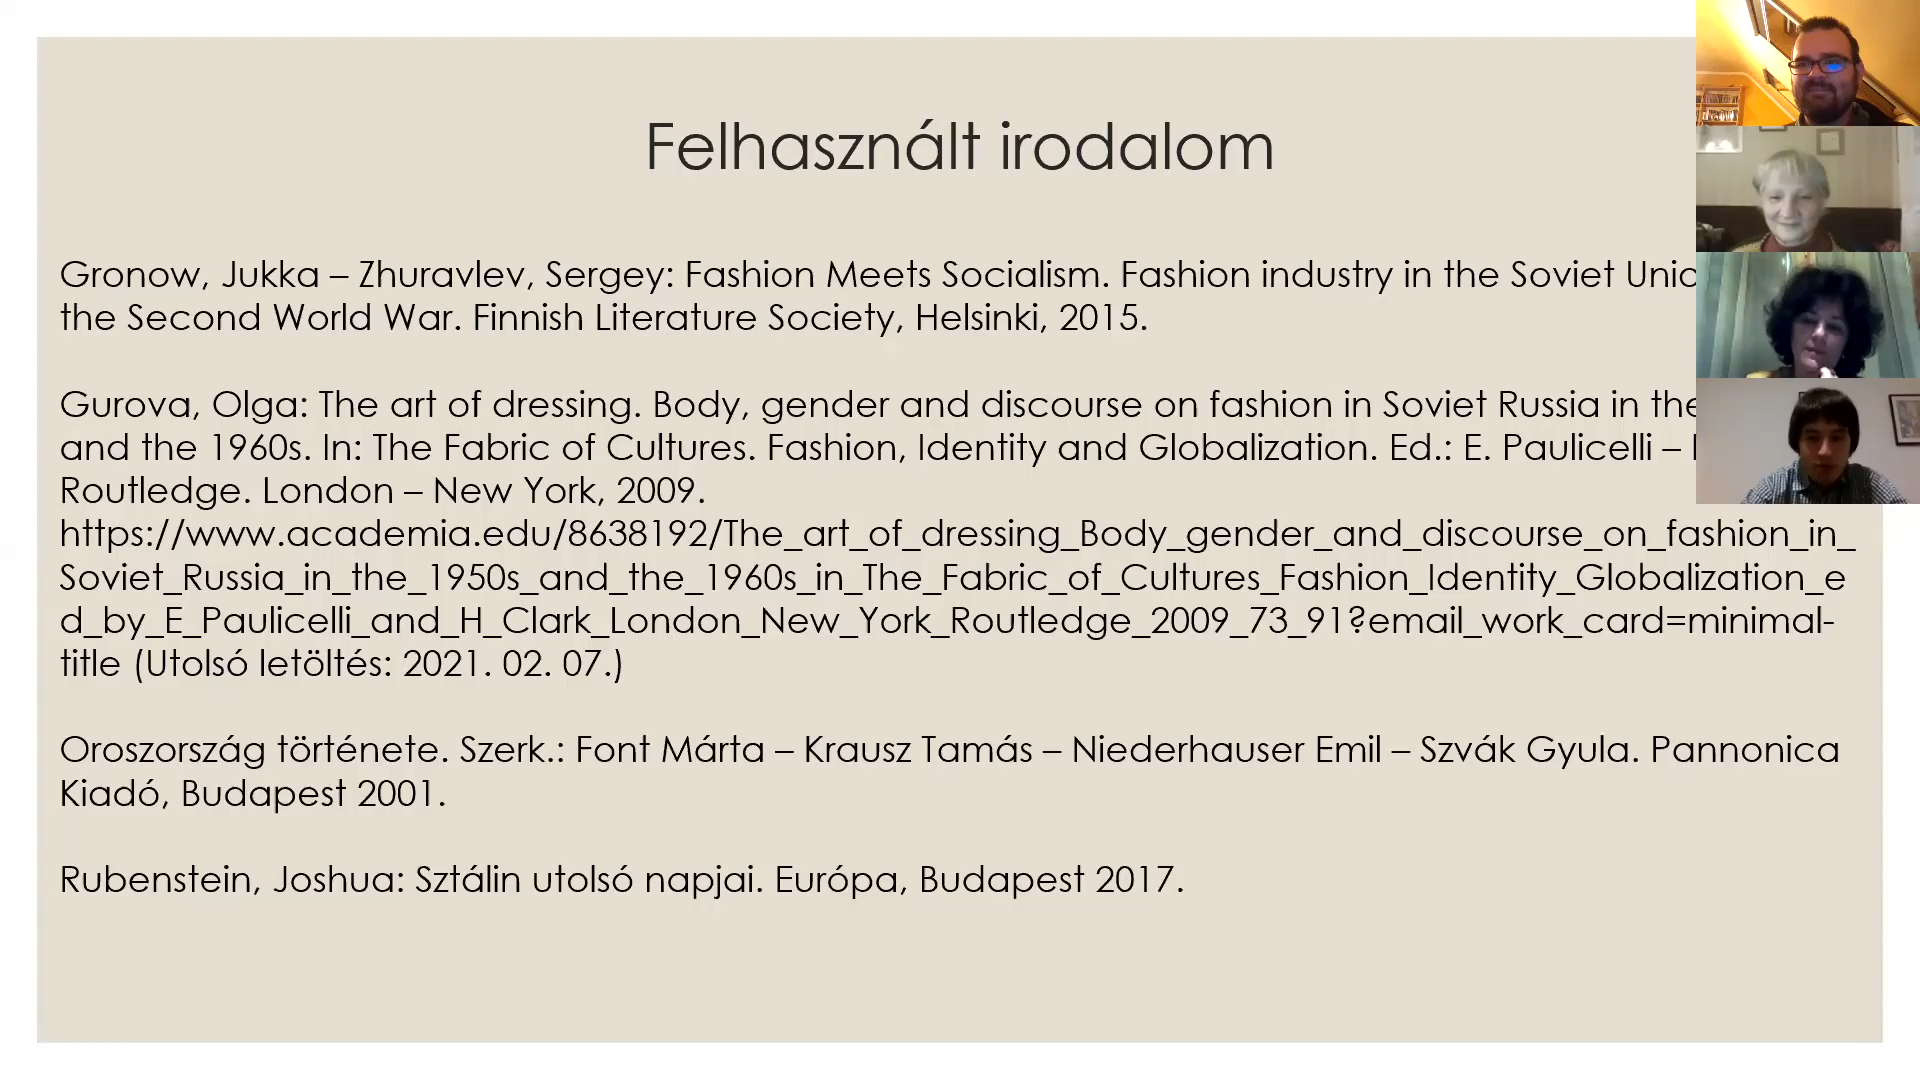 Felhasznált irodalom
Gronow, Jukka – Zhuravlev, Sergey: Fashion Meets Socialism. Fashion industry in the Soviet
the Second World War. Finnish Literature Society, Helsinki, 2015.
Gurova, Olga: The art of dressing. Body, gender and discourse on fashion in Soviet Russia in the
and the 1960s. In: The Fabric of Cultures. Fashion, Identity and Globalization. Ed.: E. Paulicelli –
Routledge. London – New York, 2009.
https://www.academia.edu/8638192/The_art_of_dressing_Body_gender_and_discourse_on_fashion_in_
Soviet_Russia_in_the_1950s_and_the_1960s_in_The_Fabric_of_Cultures_Fashion_Identity_Globalization_e
d_by_E_Paulicelli_and_H_Clark_London_New_York_Routledge_2009_73_91?email_work_card=minimal-
title (Utolsó letöltés: 2021. 02. 07.)
Oroszország története. Szerk.: Font Márta – Krausz Tamás – Niederhauser Emil – Szvák Gyula. Pannonica
Kiadó, Budapest 2001.
Rubenstein, Joshua: Sztálin utolsó napjai. Európa, Budapest 2017.